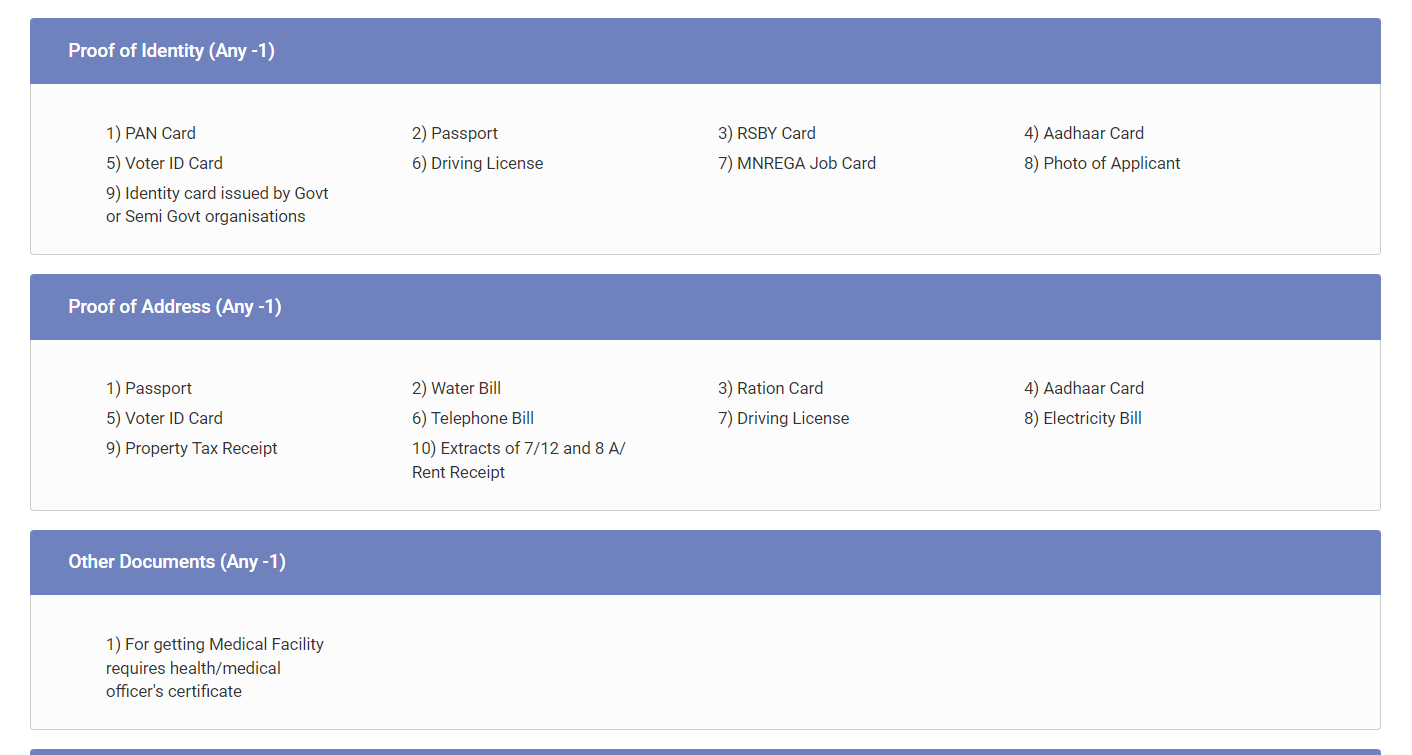 Proof of Identity (Any -1)
1) PAN Card
2) Passport
3) RSBY Card
4) Aadhaar Card
5) Voter ID Card
6) Driving License
7) MNREGA Job Card
8) Photo of Applicant
9) Identity card issued by Govt
or Semi Govt organisations
Proof of Address (Any -1)
1) Passport
2) Water Bill
3) Ration Card
4) Aadhaar Card
5) Voter ID Card
6) Telephone Bill
7) Driving License
8) Electricity Bill
9) Property Tax Receipt
10) Extracts of 7/12 and 8 A/
Rent Receipt
Other Documents (Any -1)
1) For getting Medical Facility
requires health/medical
officer's certificate